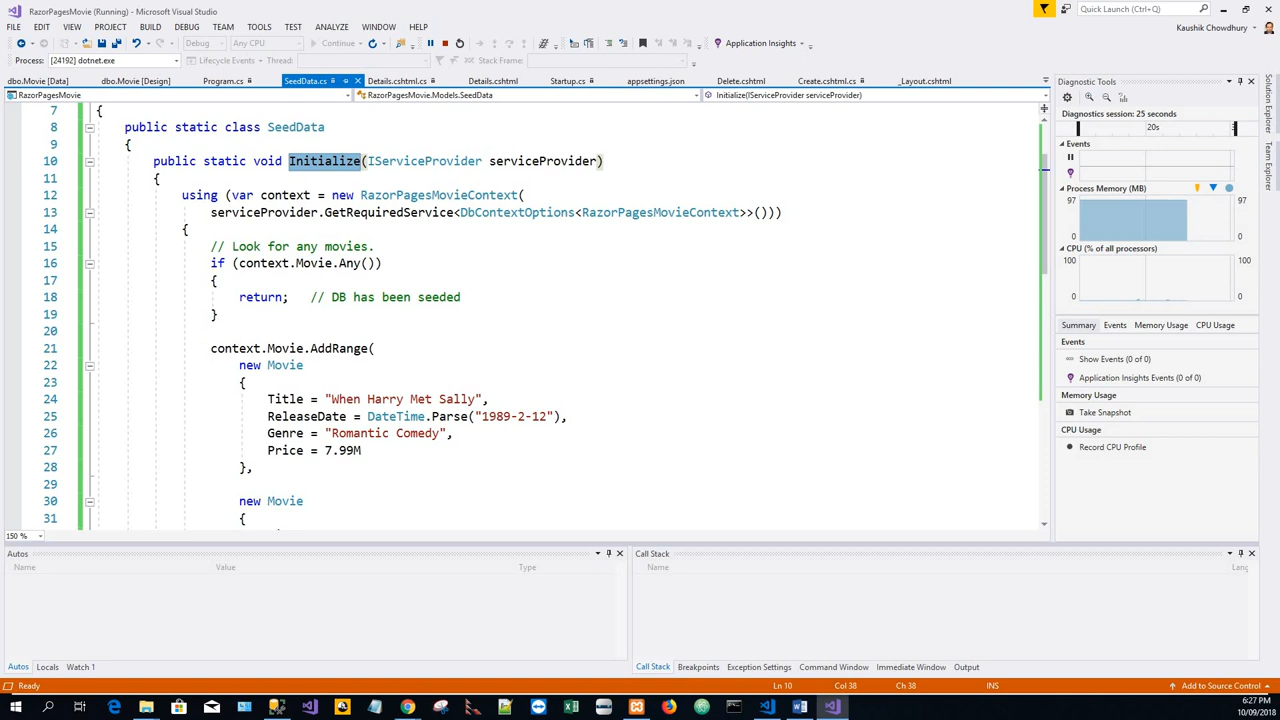 RazorPagesMovie (Running) - Microsoft Visual Studio
Quick Launch (Ctrl+Q)
FILE EDIT VIEW PROJECT BUILD DEBUG TEAM TOOLS TEST ANALYZE WINDOW HELP
Kaushik Chowdhury
Debug Any CPU Continue Application Insights
Process: [24192] dotnet.exe Lifecycle Events Thread: Stack Frame:
dbo.Movie [Data] dbo.Movie [Design] Program.cs SeedData.cs Details.cshtml.cs Details.cshtml Startup.cs appsettings.json Delete.cshtml Create.cshtml.cs _Layout.cshtml
RazorPagesMovie RazorPagesMovie.Models.SeedData Initialize(IServiceProvider serviceProvider)
7 {
8 public static class SeedData
9 {
10 public static void Initialize(IServiceProvider serviceProvider)
11 {
12 using (var context = new RazorPagesMovieContext(
13 serviceProvider.GetRequiredService<DbContextOptions<RazorPagesMovieContext>>()))
14 {
15 // Look for any movies.
16 if (context.Movie.Any())
17 {
18 return; // DB has been seeded
19 }
20
21 context.Movie.AddRange(
22 new Movie
23 {
24 Title = "When Harry Met Sally",
25 ReleaseDate = DateTime.Parse("1989-2-12"),
26 Genre = "Romantic Comedy",
27 Price = 7.99M
28 },
29
30 new Movie
31 {
150 %
Diagnostic Tools
Diagnostics session: 25 seconds
20s
Events
Process Memory (MB)
97 97
0 0
CPU (% of all processors)
100 100
0 0
Summary Events Memory Usage CPU Usage
Events
Show Events (0 of 0)
Application Insights Events (0 of 0)
Memory Usage
Take Snapshot
CPU Usage
Record CPU Profile
Solution Explorer
Team Explorer
Autos
Name Value Type
Autos Locals Watch 1
Call Stack
Name Lang
Call Stack Breakpoints Exception Settings Command Window Immediate Window Output
Ready Ln 10 Col 38 Ch 38 INS Add to Source Control
6:27 PM
10/09/2018